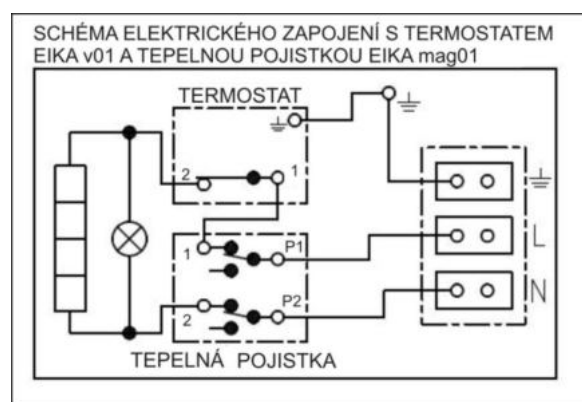 SCHÉMA ELEKTRICKÉHO ZAPOJENÍ S TERMOSTATEM
EIKA v01 A TEPELNOU POJISTKOU EIKA mag01
TERMOSTAT
2 1
L
1 P1
N
2 P2
TEPELNÁ POJISTKA